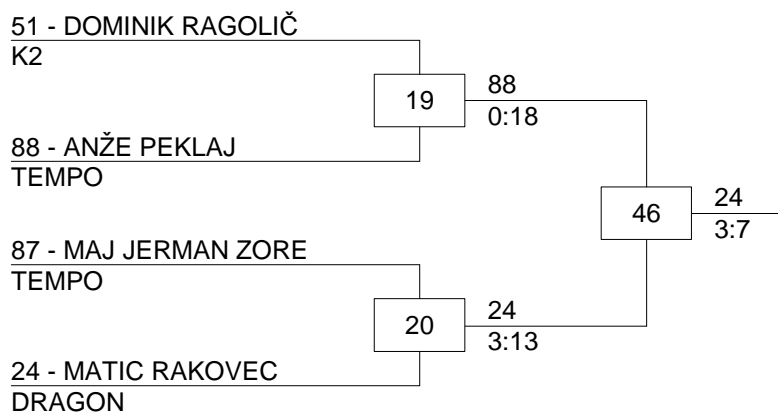 51 - DOMINIK RAGOLIČ
K2
19
88
0:18
88 - ANŽE PEKLAJ
TEMPO
46
24
3:7
87 - MAJ JERMAN ZORE
TEMPO
20
24
3:13
24 - MATIC RAKOVEC
DRAGON